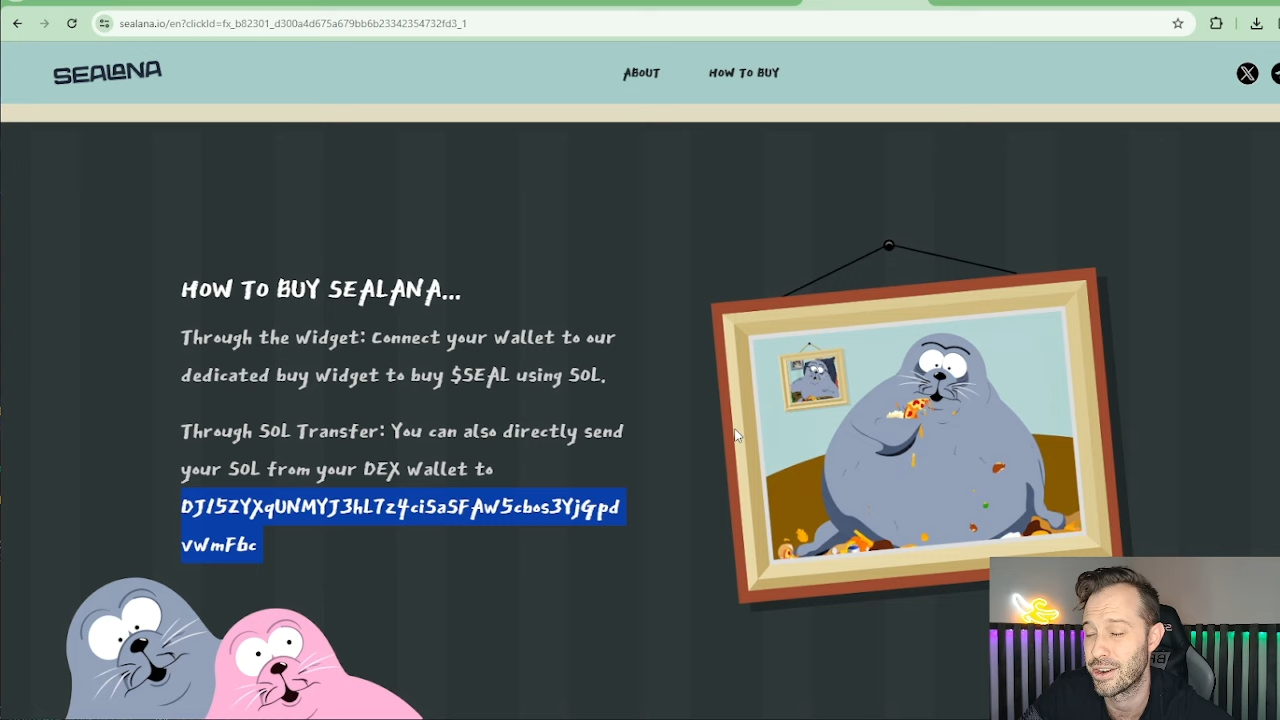 sealana.io/en?clickId=fx_b82301_d300a4d675a679bb6b23342354732fd3_1
SEALANA
ABOUT
HOW TO BUY
HOW TO BUY SEALANA...
Through the Widget: Connect your wallet to our
dedicated buy widget to buy $SEAL using SOL.
Through SOL Transfer: You can also directly send
your SOL from your DEX wallet to
DJ15ZYXqUNMYJ3hL7z4ciSaSFAW5cbos3YjGpd
vWmFbc